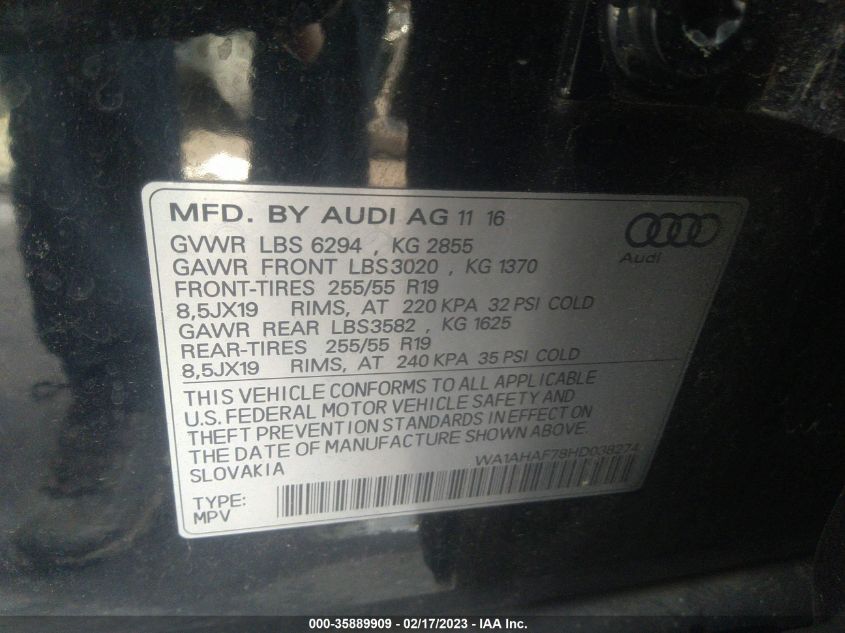 MFD. BY AUDI AG 11 16
GVWR LBS 6294 , KG 2855
GAWR FRONT LBS3020 , KG 1370
FRONT-TIRES 255/55 R19
8,5JX19 RIMS, AT 220 KPA 32 PSI COLD
GAWR REAR LBS3582 , KG 1625
REAR-TIRES 255/55 R19
8,5JX19 RIMS, AT 240 KPA 35 PSI COLD
Audi
THIS VEHICLE CONFORMS TO ALL APPLICABLE
U.S. FEDERAL MOTOR VEHICLE SAFETY AND
THEFT PREVENTION STANDARDS IN EFFECT ON
THE DATE OF MANUFACTURE SHOWN ABOVE.
SLOVAKIA
WA1AHAF78HD038274
TYPE:
MPV
000-35889909 - 02/17/2023 - IAA Inc.